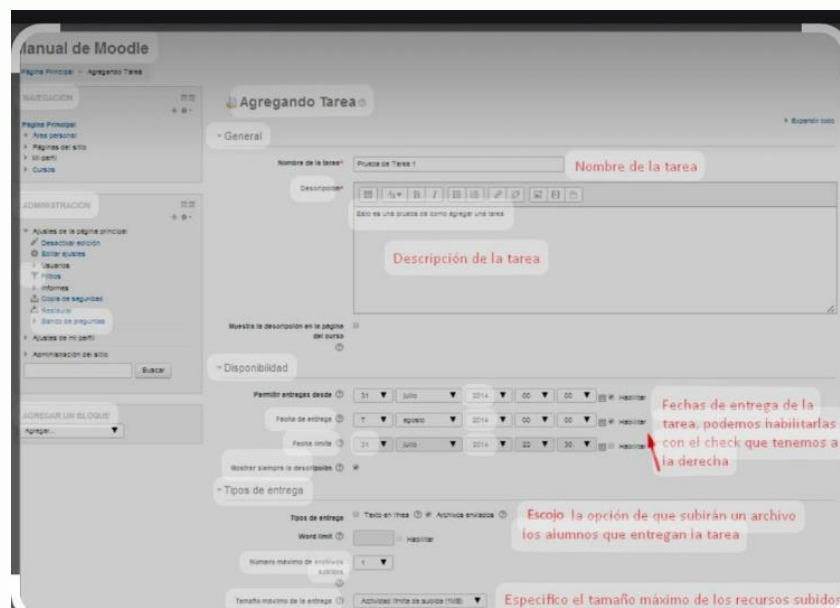 Manual de Moodle
Página Principal ▸ Agregando Tarea
NAVEGACIÓN
Página Principal
Área personal
Páginas del sitio
Mi perfil
Cursos
ADMINISTRACIÓN
Ajustes de la página principal
Desactivar edición
Editar ajustes
Usuarios
Filtros
Informes
Copia de seguridad
Restaurar
Banco de preguntas
Ajustes de mi perfil
Administración del sitio
Buscar
AGREGAR UN BLOQUE
Agregar...
Agregando Tarea
Expandir todo
General
Nombre de la tarea* Prueba de Tarea 1 Nombre de la tarea
Descripción*
Esto es una prueba de como agregar una tarea
Descripción de la tarea
Muestra la descripción en la página
del curso
Disponibilidad
Permitir entregas desde 31 julio 2014 00 00 Habilitar
Fecha de entrega 7 agosto 2014 00 00 Habilitar
Fecha límite 31 julio 2014 22 30 Habilitar
Fechas de entrega de la
tarea, podemos habilitarlas
con el check que tenemos a
la derecha
Mostrar siempre la descripción
Tipos de entrega
Tipos de entrega Texto en línea Archivos enviados
Escojo la opción de que subirán un archivo
los alumnos que entregan la tarea
Word limit Habilitar
Número máximo de archivos
subidos
1
Tamaño máximo de la entrega Actividad límite de subida (1MB) Especifico el tamaño máximo de los recursos subidos